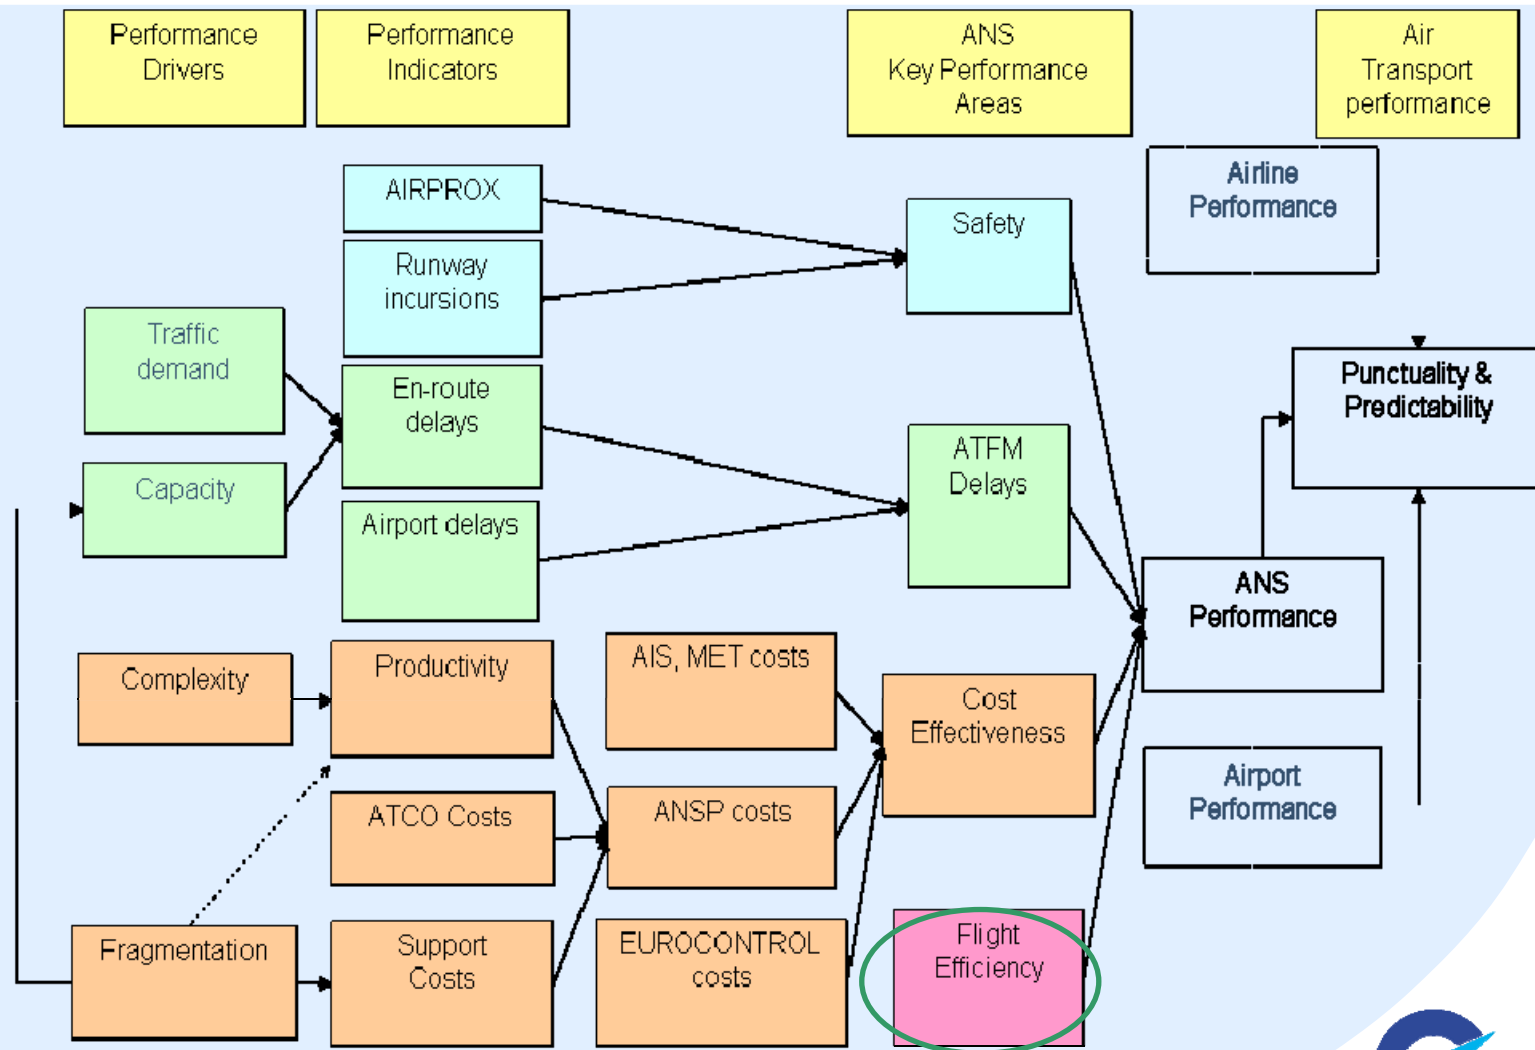 Performance
Drivers
Performance
Indicators
ANS
Key Performance
Areas
Air
Transport
performance
AIRPROX
Airline
Performance
Safety
Runway
incursions
Traffic
demand
En-route
delays
Punctuality &
Predictability
ATFM
Delays
Capacity
Airport delays
ANS
Performance
Complexity
Productivity
AIS, MET costs
Cost
Effectiveness
ATCO Costs
ANSP costs
Airport
Performance
Fragmentation
Support
Costs
EUROCONTROL
costs
Flight
Efficiency